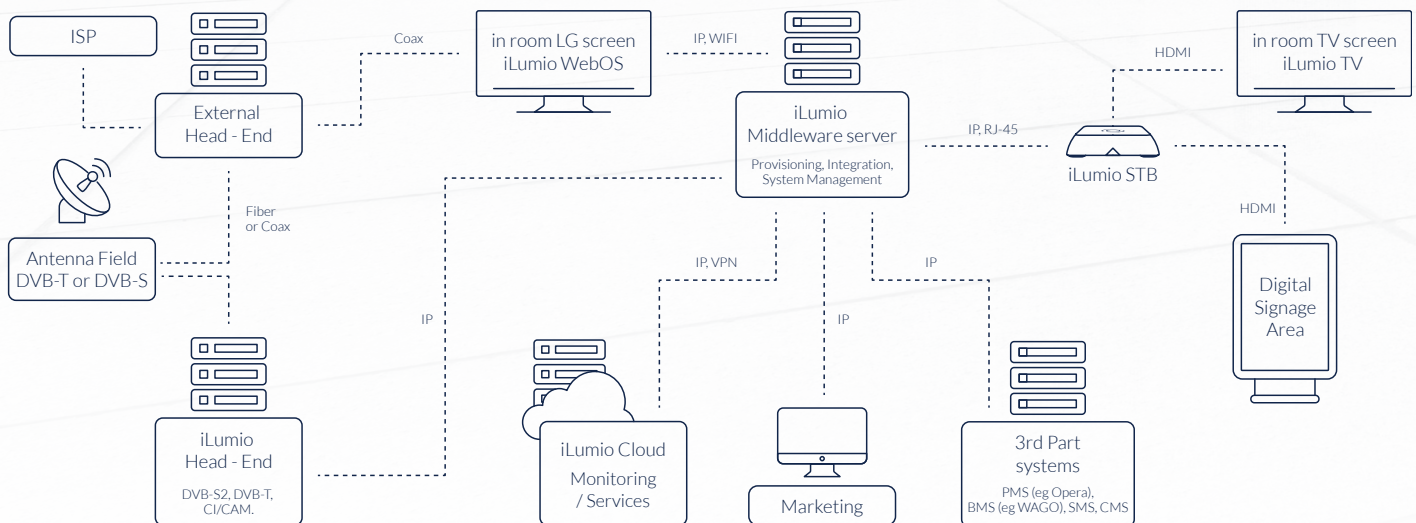 ISP
External
Head - End
Coax
in room LG screen
iLumio WebOS
IP, WIFI
iLumio
Middleware server
Provisioning, Integration,
System Management
IP, RJ-45
iLumio STB
HDMI
in room TV screen
iLumio TV
HDMI
Digital
Signage
Area
Antenna Field
DVB-T or DVB-S
Fiber
or Coax
IP
IP, VPN
IP
IP
iLumio
Head - End
DVB-S2, DVB-T,
CI/CAM.
iLumio Cloud
Monitoring
/ Services
Marketing
3rd Part
systems
PMS (eg Opera),
BMS (eg WAGO), SMS, CMS